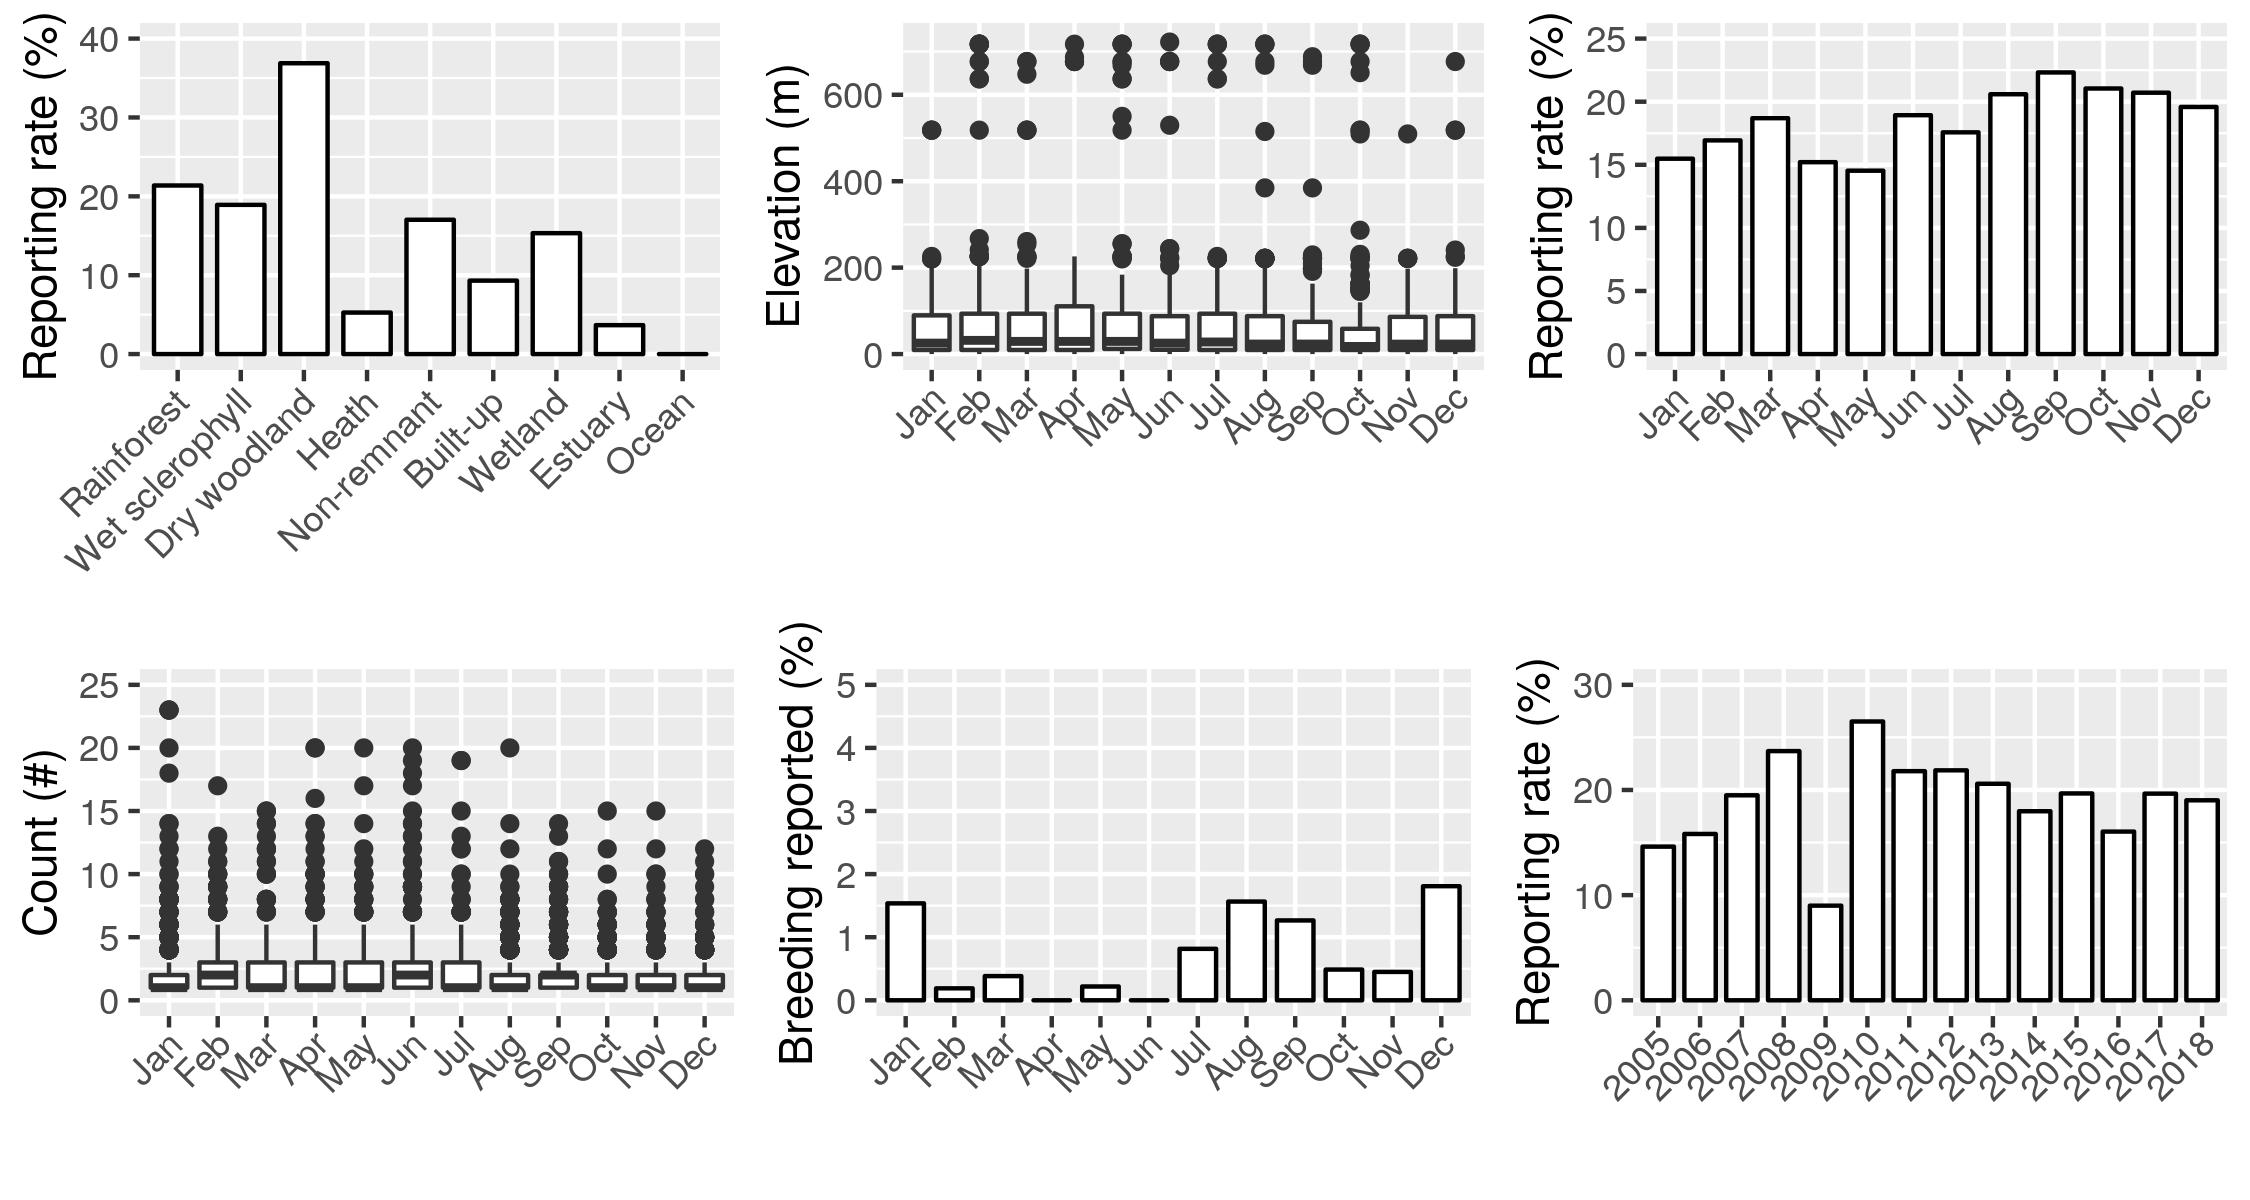 Reporting rate (%)
40
30
20
10
0
Rainforest
Wet sclerophyll
Dry woodland
Heath
Non-remnant
Built-up
Wetland
Estuary
Ocean
Elevation (m)
600
400
200
0
Jan
Feb
Mar
Apr
May
Jun
Jul
Aug
Sep
Oct
Nov
Dec
Reporting rate (%)
25
20
15
10
5
0
Jan
Feb
Mar
Apr
May
Jun
Jul
Aug
Sep
Oct
Nov
Dec
Count (#)
25
20
15
10
5
0
Jan
Feb
Mar
Apr
May
Jun
Jul
Aug
Sep
Oct
Nov
Dec
Breeding reported (%)
5
4
3
2
1
0
Jan
Feb
Mar
Apr
May
Jun
Jul
Aug
Sep
Oct
Nov
Dec
Reporting rate (%)
30
20
10
0
2005
2006
2007
2008
2009
2010
2011
2012
2013
2014
2015
2016
2017
2018